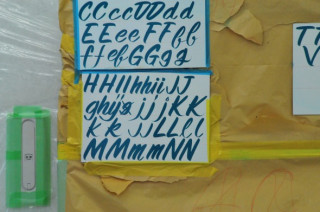 CCccDDdd
EEeeFFff
ffefGGgg
HHIIhhiiJJ
ghijgjjjKK
kkjjLLll
MMmmNN